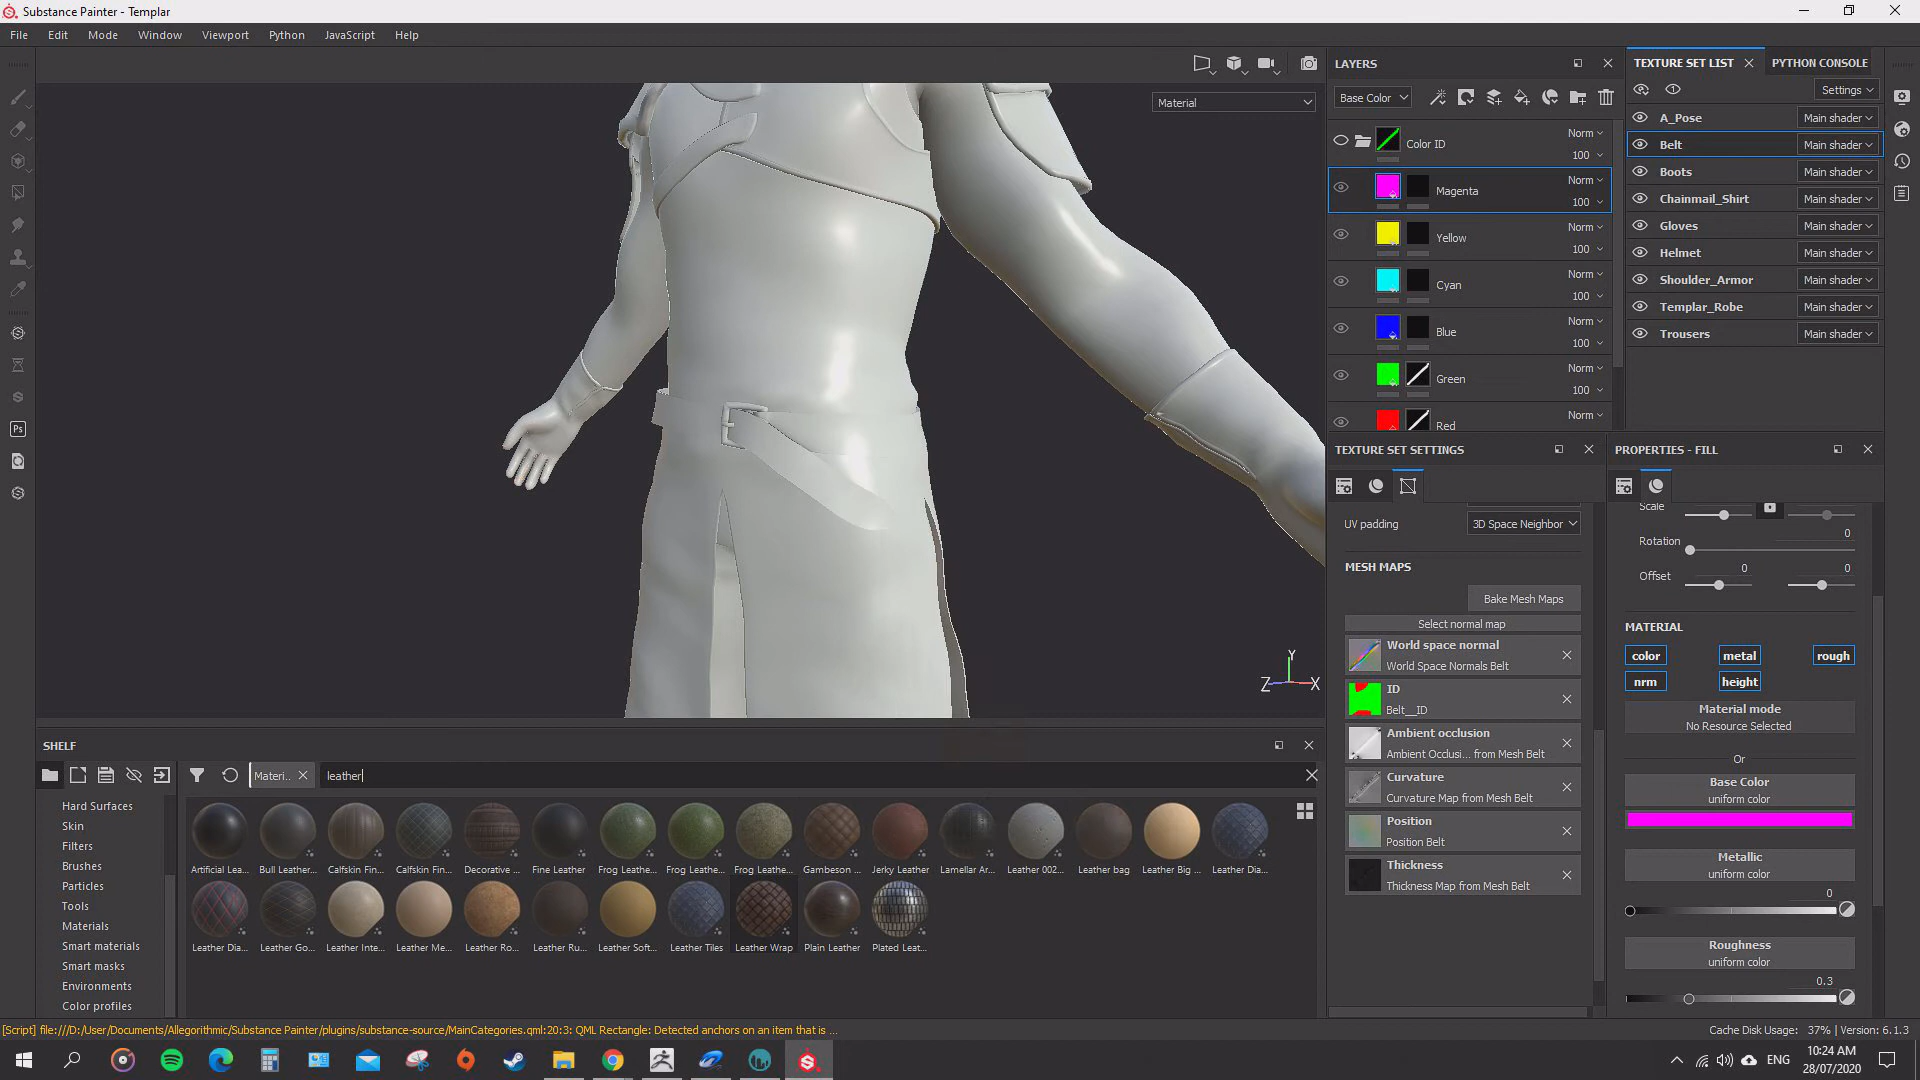 Substance Painter - Templar
File Edit Mode Window Viewport Python JavaScript Help
Material
LAYERS
Base Color
Color ID Norm 100
Magenta Norm 100
Yellow Norm 100
Cyan Norm 100
Blue Norm 100
Green Norm 100
Red Norm
TEXTURE SET LIST PYTHON CONSOLE
Settings
A_Pose Main shader
Belt Main shader
Boots Main shader
Chainmail_Shirt Main shader
Gloves Main shader
Helmet Main shader
Shoulder_Armor Main shader
Templar_Robe Main shader
Trousers Main shader
TEXTURE SET SETTINGS
UV padding 3D Space Neighbor
MESH MAPS
Bake Mesh Maps
Select normal map
World space normal
World Space Normals Belt
ID
Belt__ID
Ambient occlusion
Ambient Occlusi... from Mesh Belt
Curvature
Curvature Map from Mesh Belt
Position
Position Belt
Thickness
Thickness Map from Mesh Belt
PROPERTIES - FILL
Scale
Rotation 0
Offset 0 0
MATERIAL
color metal rough
nrm height
Material mode
No Resource Selected
Or
Base Color
uniform color
Metallic
uniform color
0
Roughness
uniform color
0.3
Y
Z X
SHELF
Materi.. leather
Hard Surfaces
Skin
Filters
Brushes
Particles
Tools
Materials
Smart materials
Smart masks
Environments
Color profiles
Artificial Lea... Bull Leather... Calfskin Fin... Calfskin Fin... Decorative ... Fine Leather Frog Leathe... Frog Leathe... Frog Leathe... Gambeson ... Jerky Leather Lamellar Ar... Leather 002... Leather bag Leather Big ... Leather Dia...
Leather Dia... Leather Go... Leather Inte... Leather Me... Leather Ro... Leather Ru... Leather Soft... Leather Tiles Leather Wrap Plain Leather Plated Leat...
[Script] file:///D:/User/Documents/Allegorithmic/Substance Painter/plugins/substance-source/MainCategories.qml:20:3: QML Rectangle: Detected anchors on an item that is ...
Cache Disk Usage: 37% | Version: 6.1.3
Ps
ENG
10:24 AM
28/07/2020